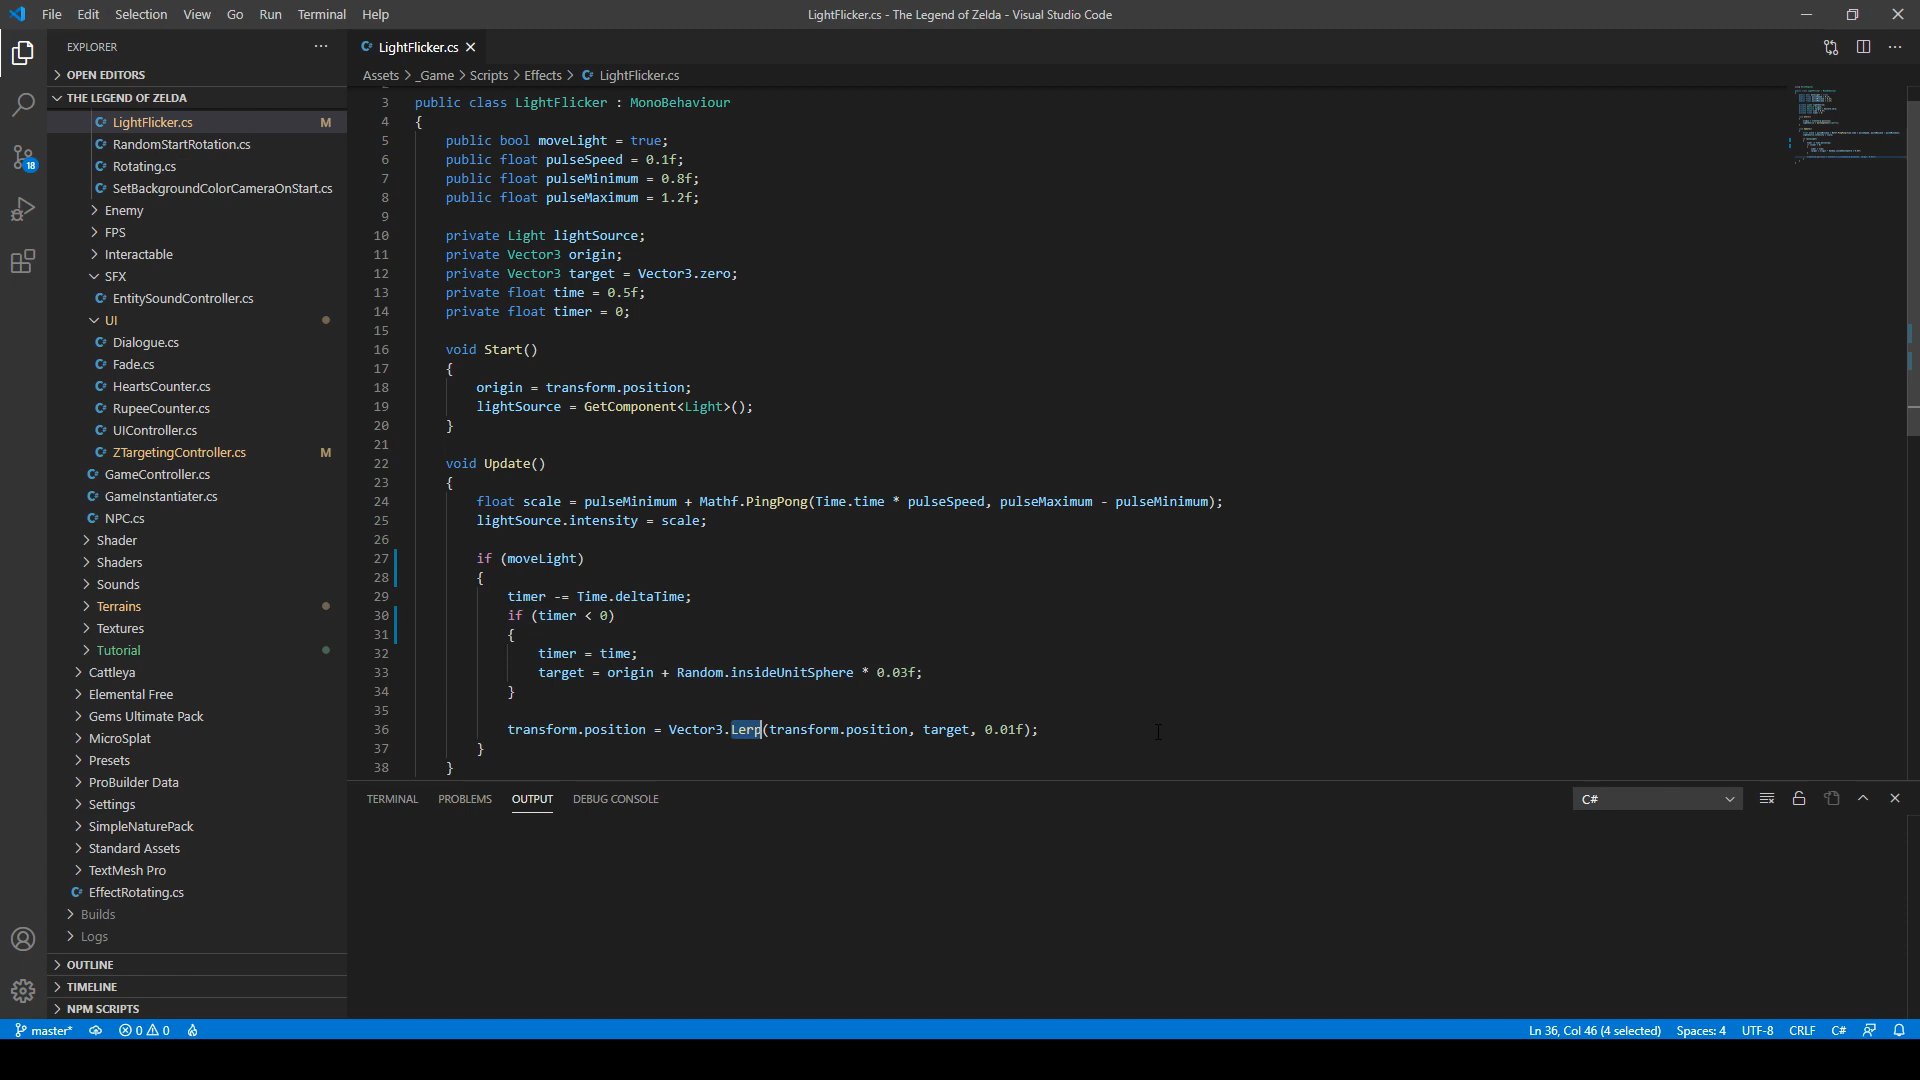 File Edit Selection View Go Run Terminal Help
LightFlicker.cs - The Legend of Zelda - Visual Studio Code
EXPLORER
OPEN EDITORS
THE LEGEND OF ZELDA
LightFlicker.cs M
RandomStartRotation.cs
Rotating.cs
SetBackgroundColorCameraOnStart.cs
Enemy
FPS
Interactable
SFX
EntitySoundController.cs
UI
Dialogue.cs
Fade.cs
HeartsCounter.cs
RupeeCounter.cs
UIController.cs
ZTargetingController.cs M
GameController.cs
GameInstantiater.cs
NPC.cs
Shader
Shaders
Sounds
Terrains
Textures
Tutorial
Cattleya
Elemental Free
Gems Ultimate Pack
MicroSplat
Presets
ProBuilder Data
Settings
SimpleNaturePack
Standard Assets
TextMesh Pro
EffectRotating.cs
Builds
Logs
OUTLINE
TIMELINE
NPM SCRIPTS
18
LightFlicker.cs
Assets > _Game > Scripts > Effects > LightFlicker.cs
3 public class LightFlicker : MonoBehaviour
4 {
5 public bool moveLight = true;
6 public float pulseSpeed = 0.1f;
7 public float pulseMinimum = 0.8f;
8 public float pulseMaximum = 1.2f;
9
10 private Light lightSource;
11 private Vector3 origin;
12 private Vector3 target = Vector3.zero;
13 private float time = 0.5f;
14 private float timer = 0;
15
16 void Start()
17 {
18 origin = transform.position;
19 lightSource = GetComponent<Light>();
20 }
21
22 void Update()
23 {
24 float scale = pulseMinimum + Mathf.PingPong(Time.time * pulseSpeed, pulseMaximum - pulseMinimum);
25 lightSource.intensity = scale;
26
27 if (moveLight)
28 {
29 timer -= Time.deltaTime;
30 if (timer < 0)
31 {
32 timer = time;
33 target = origin + Random.insideUnitSphere * 0.03f;
34 }
35
36 transform.position = Vector3.Lerp(transform.position, target, 0.01f);
37 }
38 }
TERMINAL PROBLEMS OUTPUT DEBUG CONSOLE
C#
master* 0 0
Ln 36, Col 46 (4 selected) Spaces: 4 UTF-8 CRLF C#